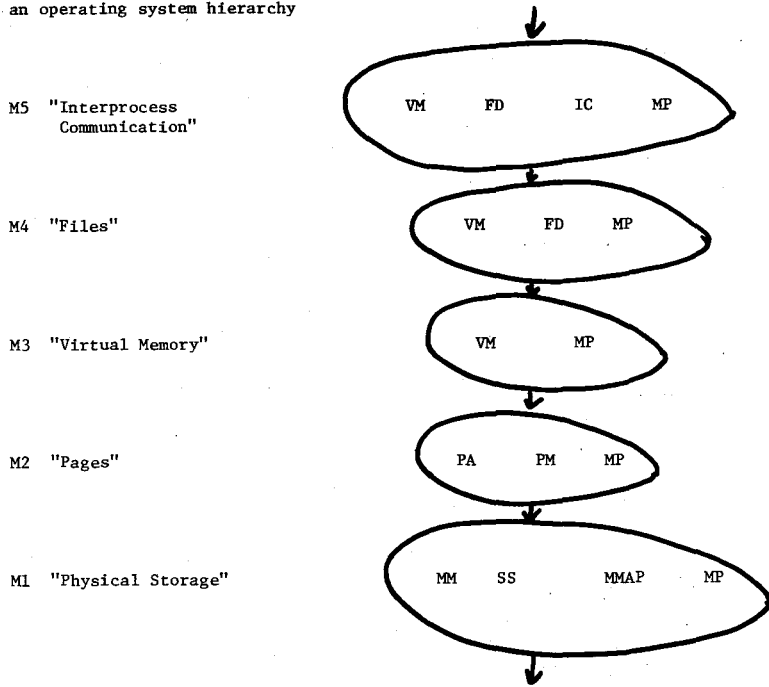 an operating system hierarchy
M5 "Interprocess
Communication"
VM FD IC MP
M4 "Files"
VM FD MP
M3 "Virtual Memory"
VM MP
M2 "Pages"
PA PM MP
M1 "Physical Storage"
MM SS MMAP MP